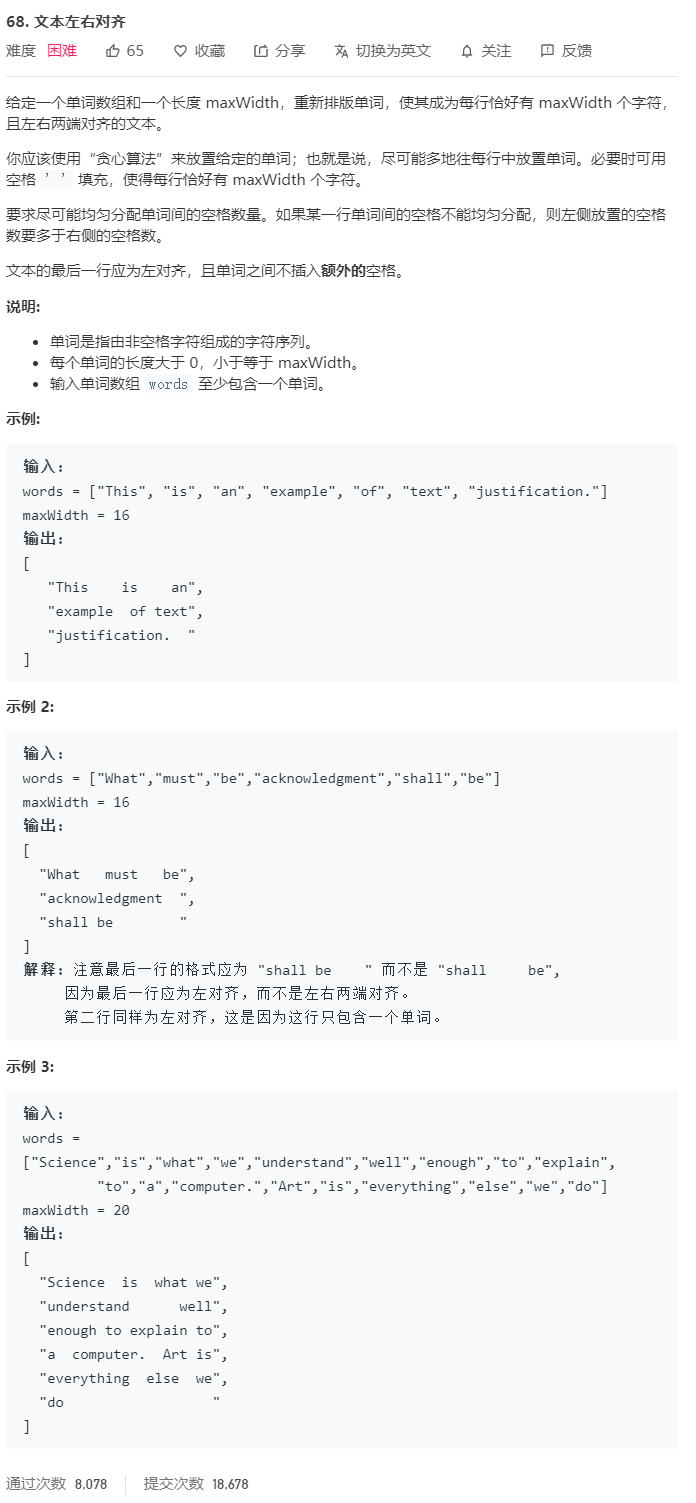 68. 文本左右对齐
难度 困难 65 收藏 分享 切换为英文 关注 反馈
给定一个单词数组和一个长度 maxWidth，重新排版单词，使其成为每行恰好有 maxWidth 个字符，
且左右两端对齐的文本。
你应该使用“贪心算法”来放置给定的单词；也就是说，尽可能多地往每行中放置单词。必要时可用
空格 ' ' 填充，使得每行恰好有 maxWidth 个字符。
要求尽可能均匀分配单词间的空格数量。如果某一行单词间的空格不能均匀分配，则左侧放置的空格
数要多于右侧的空格数。
文本的最后一行应为左对齐，且单词之间不插入额外的空格。
说明:
• 单词是指由非空格字符组成的字符序列。
• 每个单词的长度大于 0，小于等于 maxWidth。
• 输入单词数组 words 至少包含一个单词。
示例:
输入:
words = ["This", "is", "an", "example", "of", "text", "justification."]
maxWidth = 16
输出:
[
   "This    is    an",
   "example  of text",
   "justification.  "
]
示例 2:
输入:
words = ["What","must","be","acknowledgment","shall","be"]
maxWidth = 16
输出:
[
  "What   must   be",
  "acknowledgment  ",
  "shall be        "
]
解释: 注意最后一行的格式应为 "shall be    " 而不是 "shall     be",
     因为最后一行应为左对齐，而不是左右两端对齐。
     第二行同样为左对齐，这是因为这行只包含一个单词。
示例 3:
输入:
words =
["Science","is","what","we","understand","well","enough","to","explain",
         "to","a","computer.","Art","is","everything","else","we","do"]
maxWidth = 20
输出:
[
  "Science  is  what we",
  "understand      well",
  "enough to explain to",
  "a  computer.  Art is",
  "everything  else  we",
  "do                  "
]
通过次数 8,078 提交次数 18,678